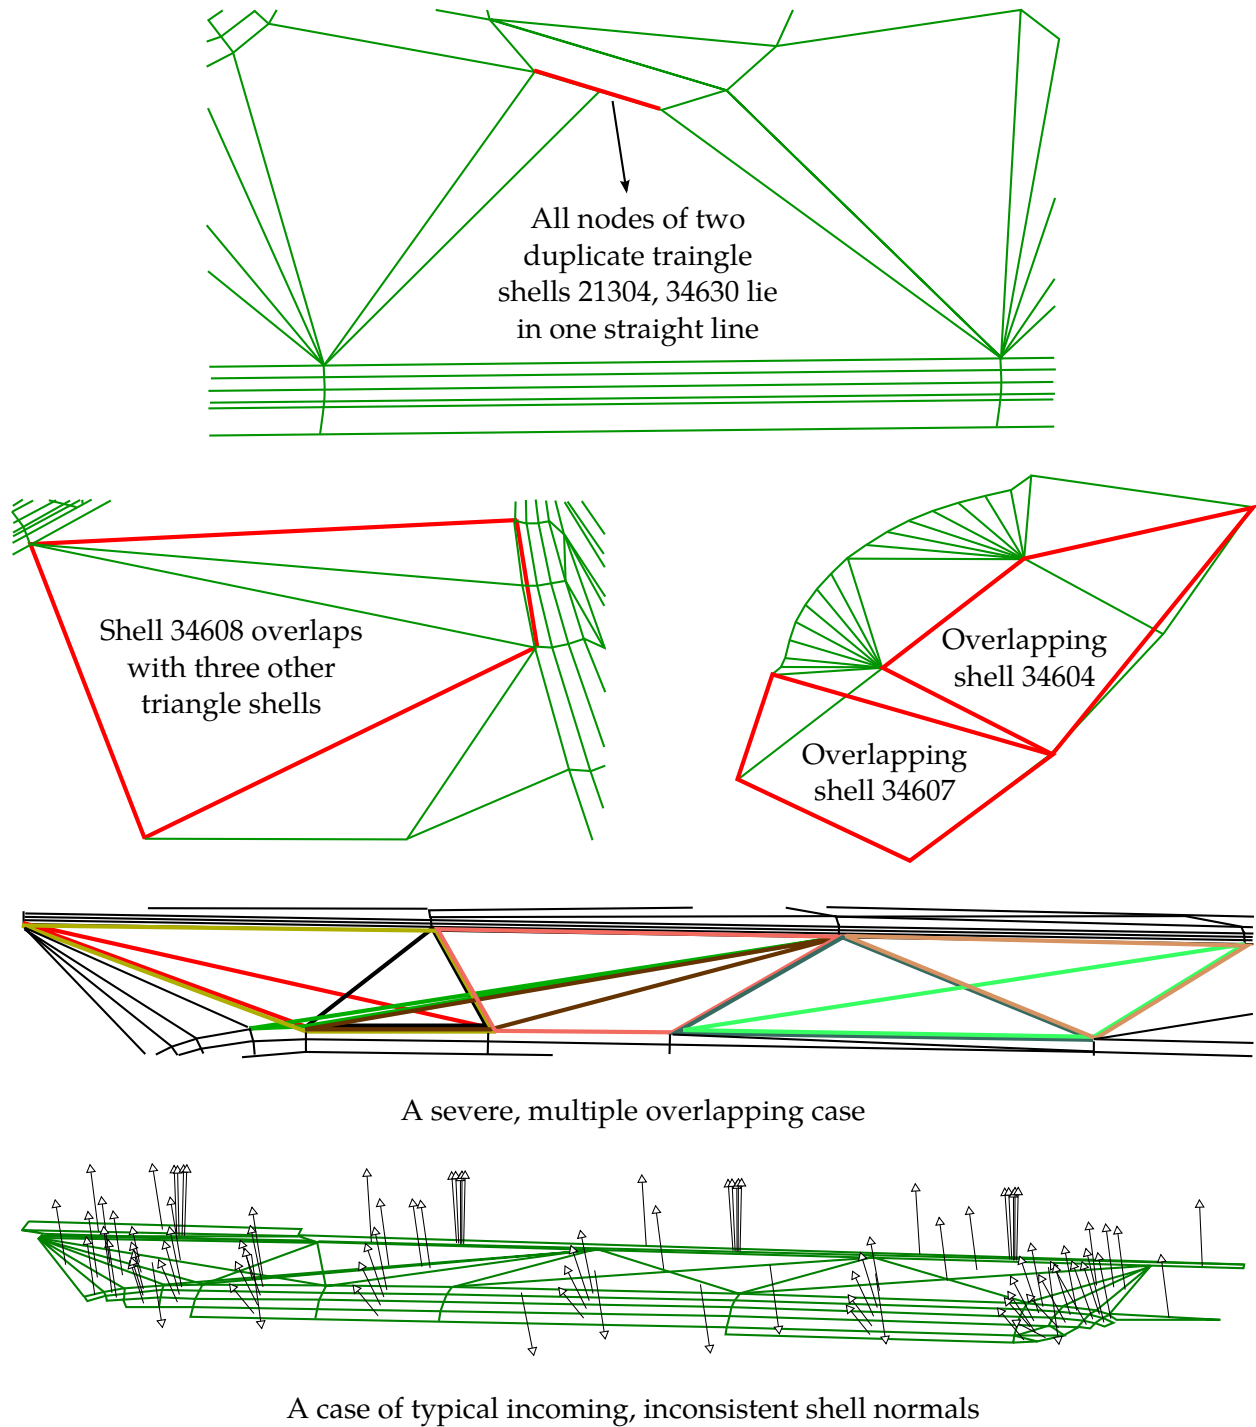 All nodes of two
duplicate traingle
shells 21304, 34630 lie
in one straight line
Shell 34608 overlaps
with three other
triangle shells
Overlapping
shell 34604
Overlapping
shell 34607
A severe, multiple overlapping case
A case of typical incoming, inconsistent shell normals